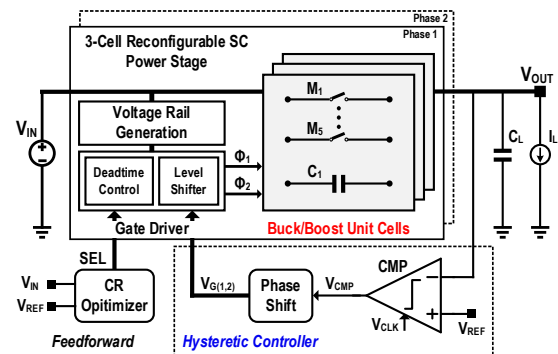 Phase 2
Phase 1
3-Cell Reconfigurable SC
Power Stage
Voltage Rail
Generation
Deadtime
Control
Level
Shifter
Gate Driver
Φ1
Φ2
M1
M5
C1
Buck/Boost Unit Cells
VIN
VOUT
CL
IL
SEL
VIN
VREF
CR
Opitimizer
Feedforward
VG(1,2)
Phase
Shift
VCMP
CMP
VCLK
VREF
Hysteretic Controller